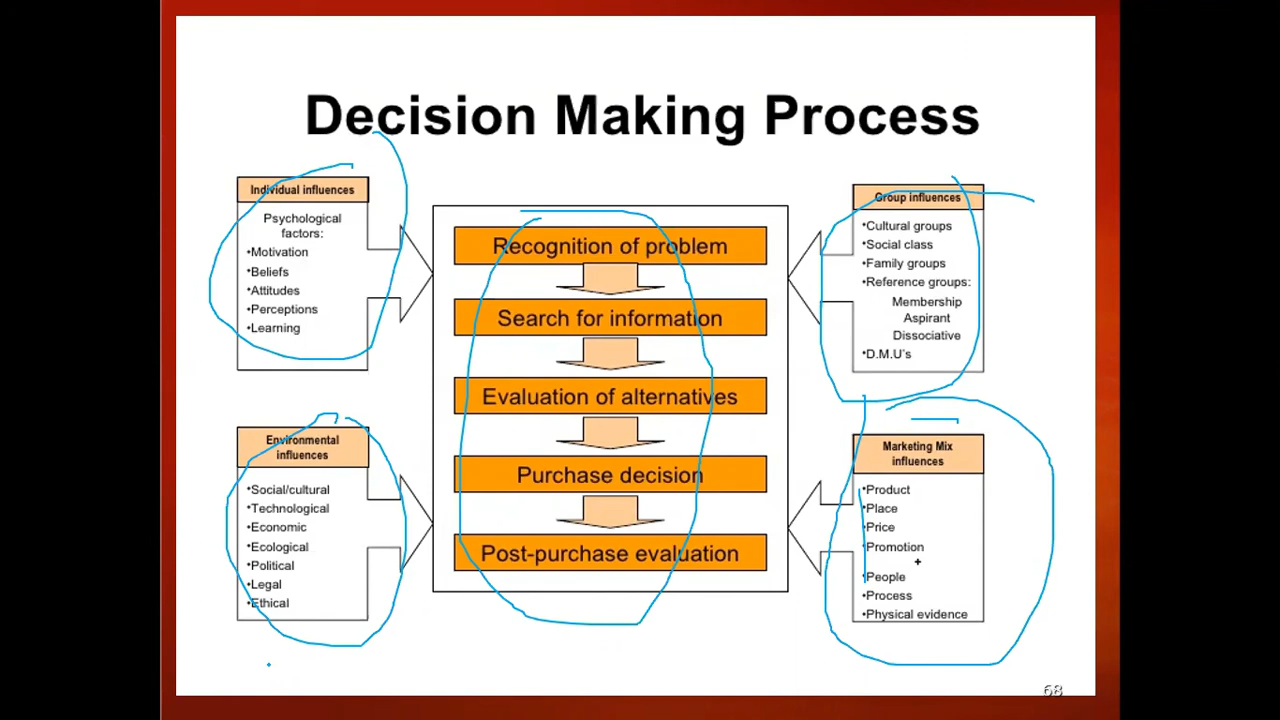 Decision Making Process
Individual influences
Psychological
factors:
•Motivation
•Beliefs
•Attitudes
•Perceptions
•Learning
Environmental
influences
•Social/cultural
•Technological
•Economic
•Ecological
•Political
•Legal
•Ethical
Recognition of problem
Search for information
Evaluation of alternatives
Purchase decision
Post-purchase evaluation
Group influences
•Cultural groups
•Social class
•Family groups
•Reference groups:
Membership
Aspirant
Dissociative
•D.M.U's
Marketing Mix
influences
•Product
•Place
•Price
•Promotion
+
•People
•Process
•Physical evidence
68